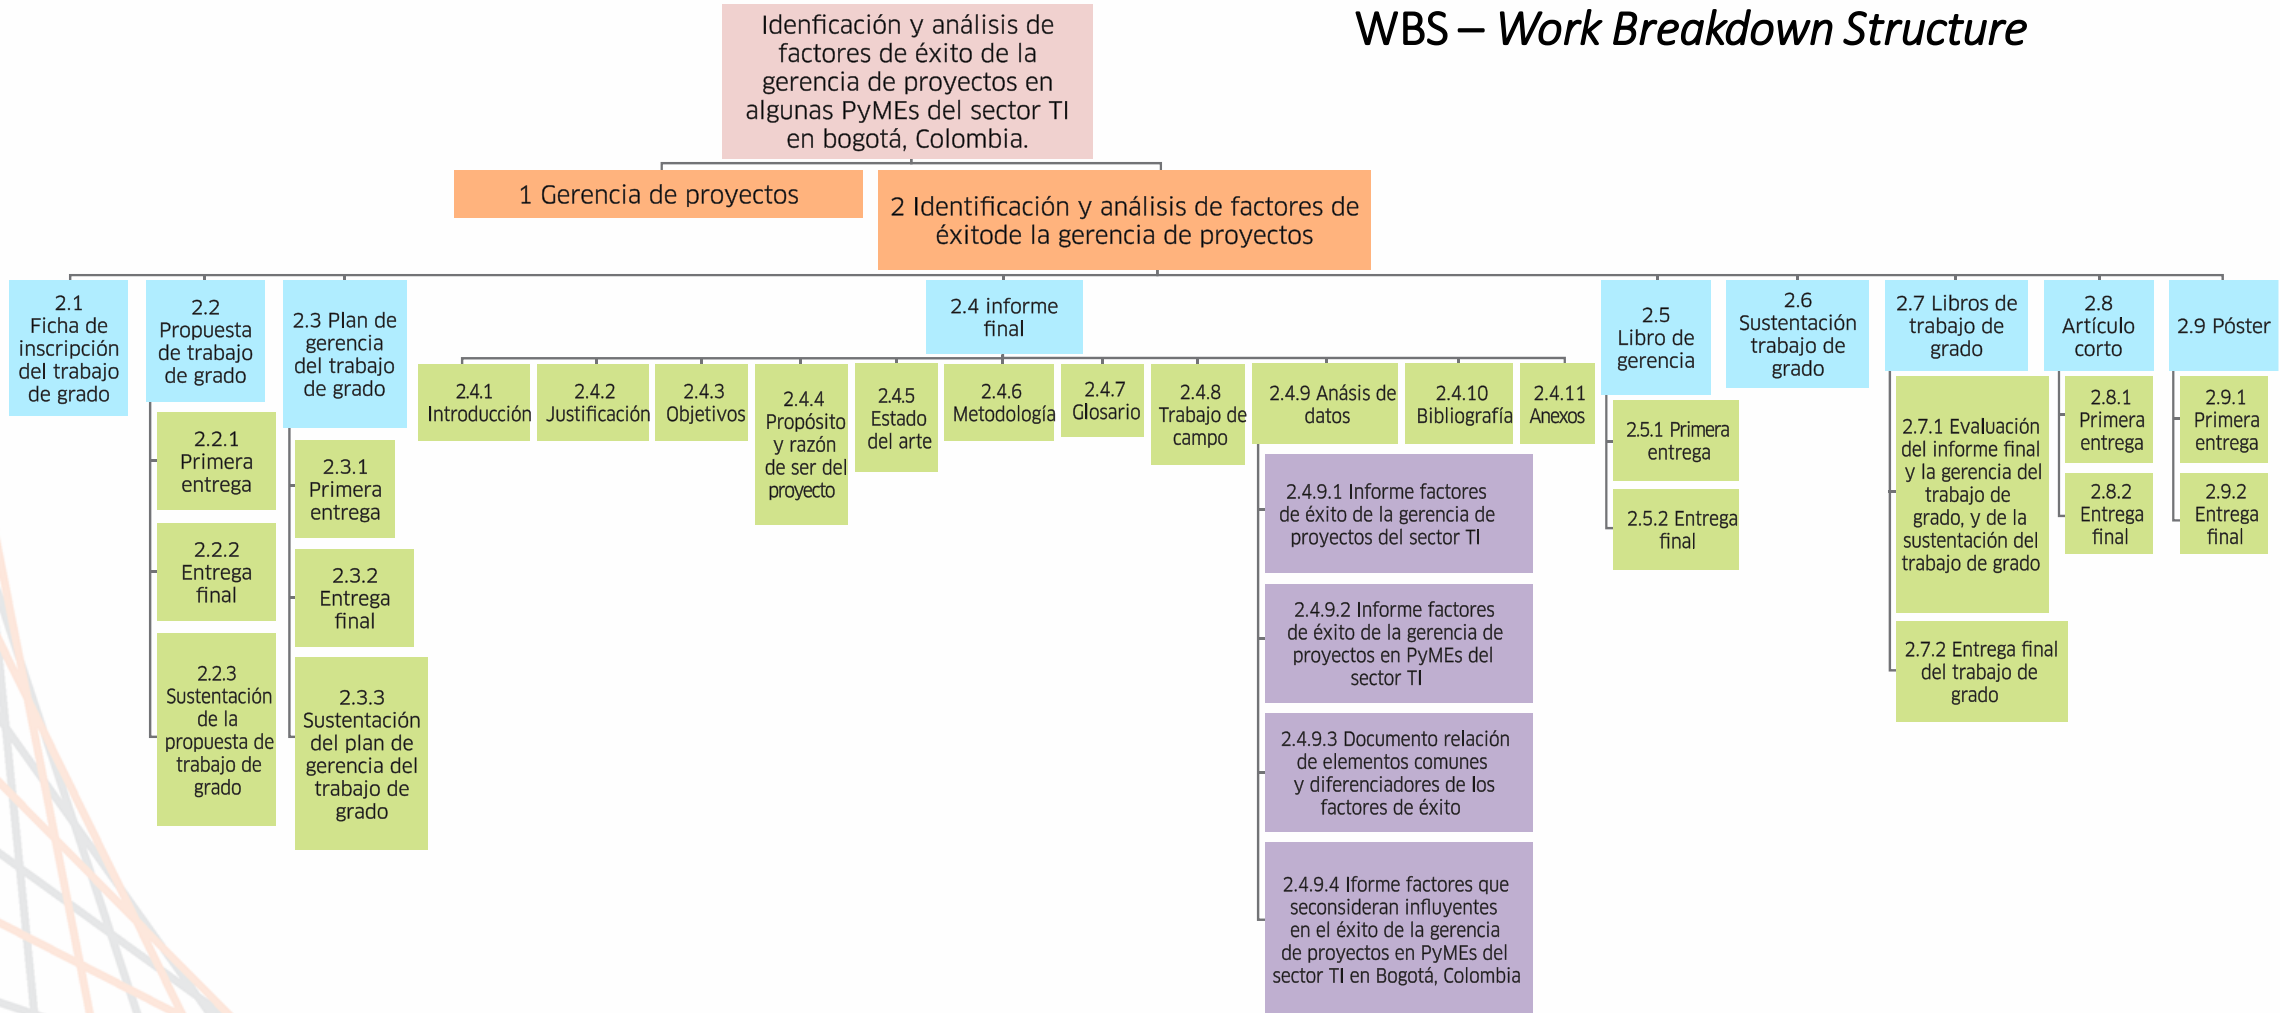 WBS – Work Breakdown Structure
Idenficación y análisis de
factores de éxito de la
gerencia de proyectos en
algunas PyMEs del sector TI
en bogotá, Colombia.
1 Gerencia de proyectos
2 Identificación y análisis de factores de
éxitode la gerencia de proyectos
2.1
Ficha de
inscripción
del trabajo
de grado
2.2
Propuesta
de trabajo
de grado
2.2.1
Primera
entrega
2.2.2
Entrega
final
2.2.3
Sustentación
de la
propuesta de
trabajo de
grado
2.3 Plan de
gerencia
del trabajo
de grado
2.3.1
Primera
entrega
2.3.2
Entrega
final
2.3.3
Sustentación
del plan de
gerencia del
trabajo de
grado
2.4 informe
final
2.4.1
Introducción
2.4.2
Justificación
2.4.3
Objetivos
2.4.4
Propósito
y razón
de ser del
proyecto
2.4.5
Estado
del arte
2.4.6
Metodología
2.4.7
Glosario
2.4.8
Trabajo de
campo
2.4.9 Anásis de
datos
2.4.9.1 Informe factores
de éxito de la gerencia de
proyectos del sector TI
2.4.9.2 Informe factores
de éxito de la gerencia de
proyectos en PyMEs del
sector TI
2.4.9.3 Documento relación
de elementos comunes
y diferenciadores de los
factores de éxito
2.4.9.4 Iforme factores que
seconsideran influyentes
en el éxito de la gerencia
de proyectos en PyMEs del
sector TI en Bogotá, Colombia
2.4.10
Bibliografía
2.4.11
Anexos
2.5
Libro de
gerencia
2.5.1 Primera
entrega
2.5.2 Entrega
final
2.6
Sustentación
trabajo de
grado
2.7 Libros de
trabajo de
grado
2.7.1 Evaluación
del informe final
y la gerencia del
trabajo de
grado, y de la
sustentación del
trabajo de grado
2.7.2 Entrega final
del trabajo de
grado
2.8
Artículo
corto
2.8.1
Primera
entrega
2.8.2
Entrega
final
2.9 Póster
2.9.1
Primera
entrega
2.9.2
Entrega
final